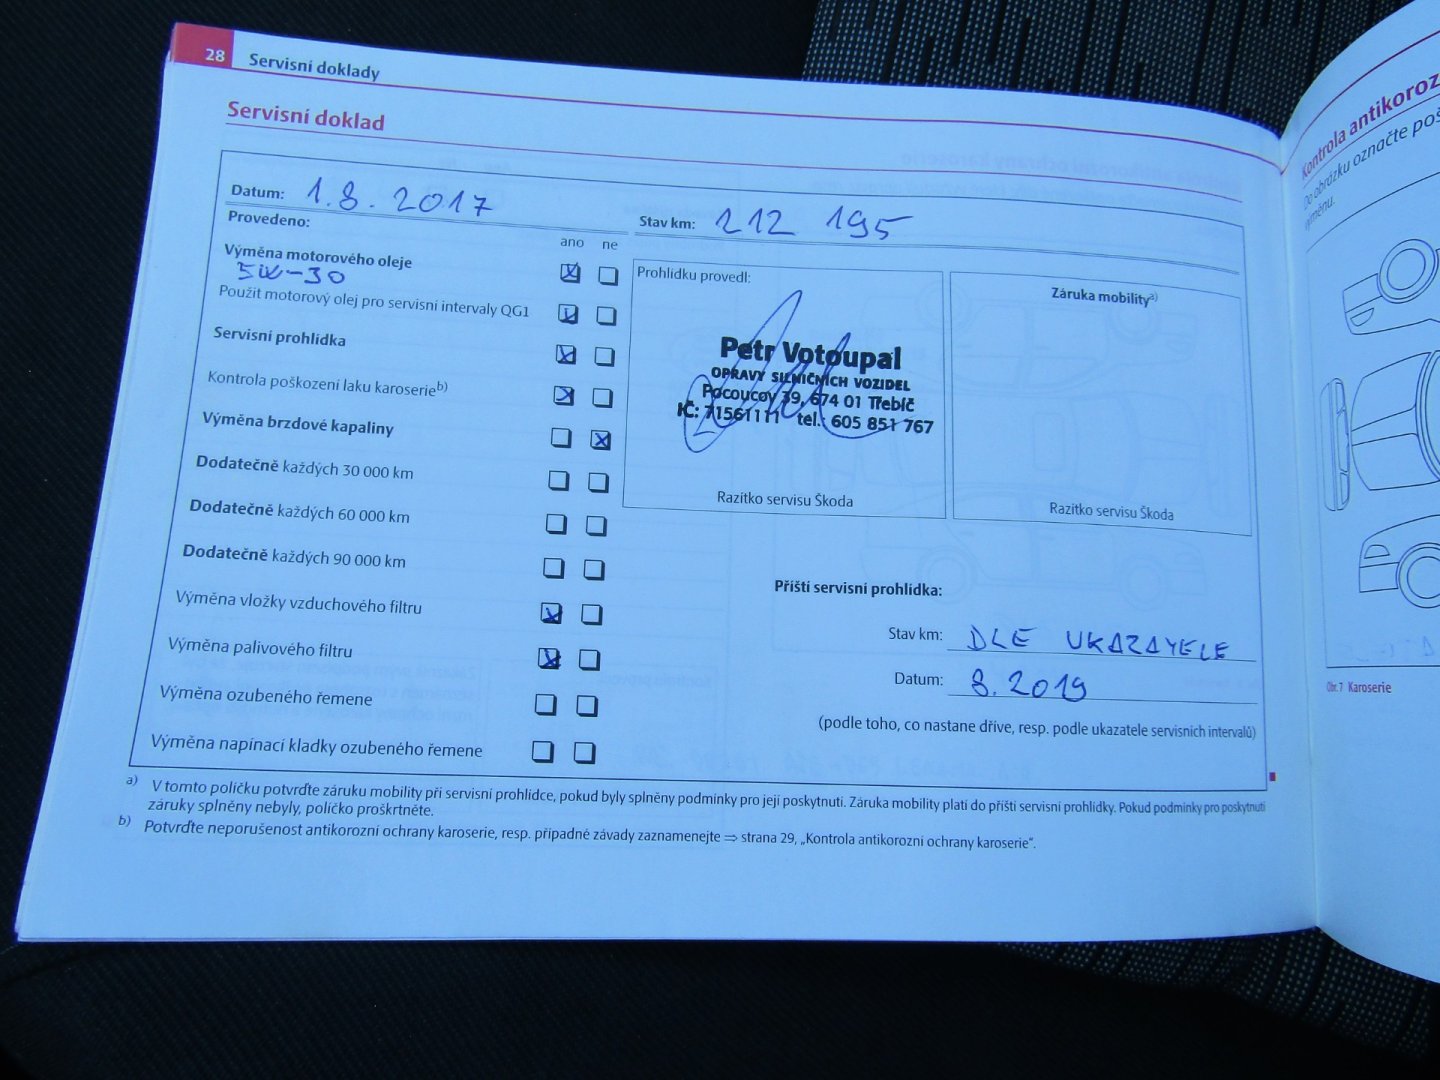 28 Servisní doklady
Servisní doklad
Datum: 1.8.2017
Stav km: 212 195
Provedeno:
ano ne
Výměna motorového oleje
5W-30
Použit motorový olej pro servisní intervaly QG1
Servisní prohlídka
Kontrola poškození laku karoserie b)
Výměna brzdové kapaliny
Dodatečně každých 30 000 km
Dodatečně každých 60 000 km
Dodatečně každých 90 000 km
Výměna vložky vzduchového filtru
Výměna palivového filtru
Výměna ozubeného řemene
Výměna napínací kladky ozubeného řemene
Prohlídku provedl:
Petr Votoupal
OPRAVY SILNIČNÍCH VOZIDEL
Pocoucov 39, 674 01 Třebíč
IČ: 71561111 tel.: 605 851 767
Razítko servisu Škoda
Záruka mobility a)
Razítko servisu Škoda
Příští servisní prohlídka:
Stav km: DLE UKAZAYELE
Datum: 8.2019
(podle toho, co nastane dříve, resp. podle ukazatele servisních intervalů)
a) V tomto políčku potvrďte záruku mobility při servisní prohlídce, pokud byly splněny podmínky pro její poskytnutí. Záruka mobility platí do příští servisní prohlídky. Pokud podmínky pro poskytnutí
záruky splněny nebyly, políčko proškrtněte.
b) Potvrďte neporušenost antikorozní ochrany karoserie, resp. případné závady zaznamenejte ⇒ strana 29, „Kontrola antikorozní ochrany karoserie“.
Kontrola antikoroz
Do obrázku označte poš
výměnu.
Obr. 7 Karoserie